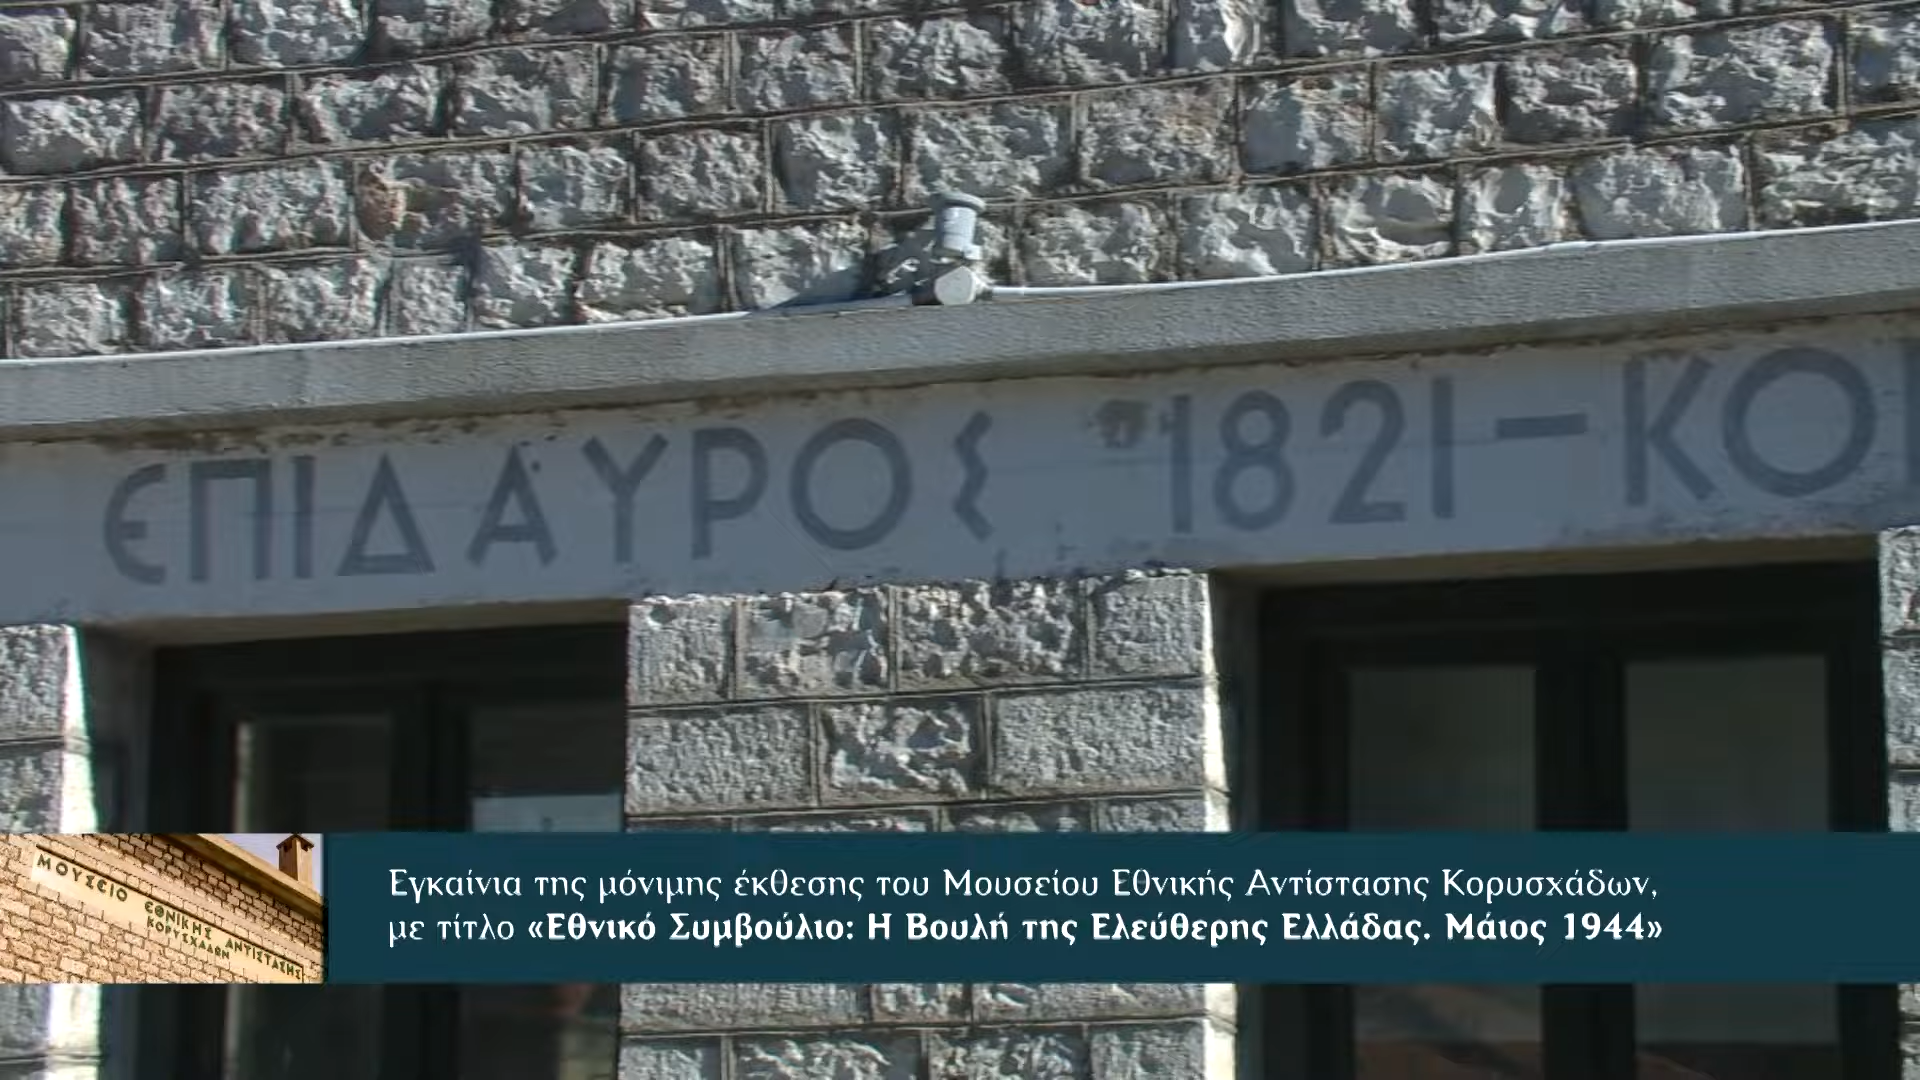 ΕΠΙΔΑΥΡΟΣ 1821 – ΚΟ
ΜΟΥΣΕΙΟ
ΕΘΝΙΚΗΣ ΑΝΤΙΣΤΑΣΗΣ
ΚΟΡΥΣΧΑΔΩΝ
Εγκαίνια της μόνιμης έκθεσης του Μουσείου Εθνικής Αντίστασης Κορυσχάδων,
με τίτλο «Εθνικό Συμβούλιο: Η Βουλή της Ελεύθερης Ελλάδας. Μάιος 1944»